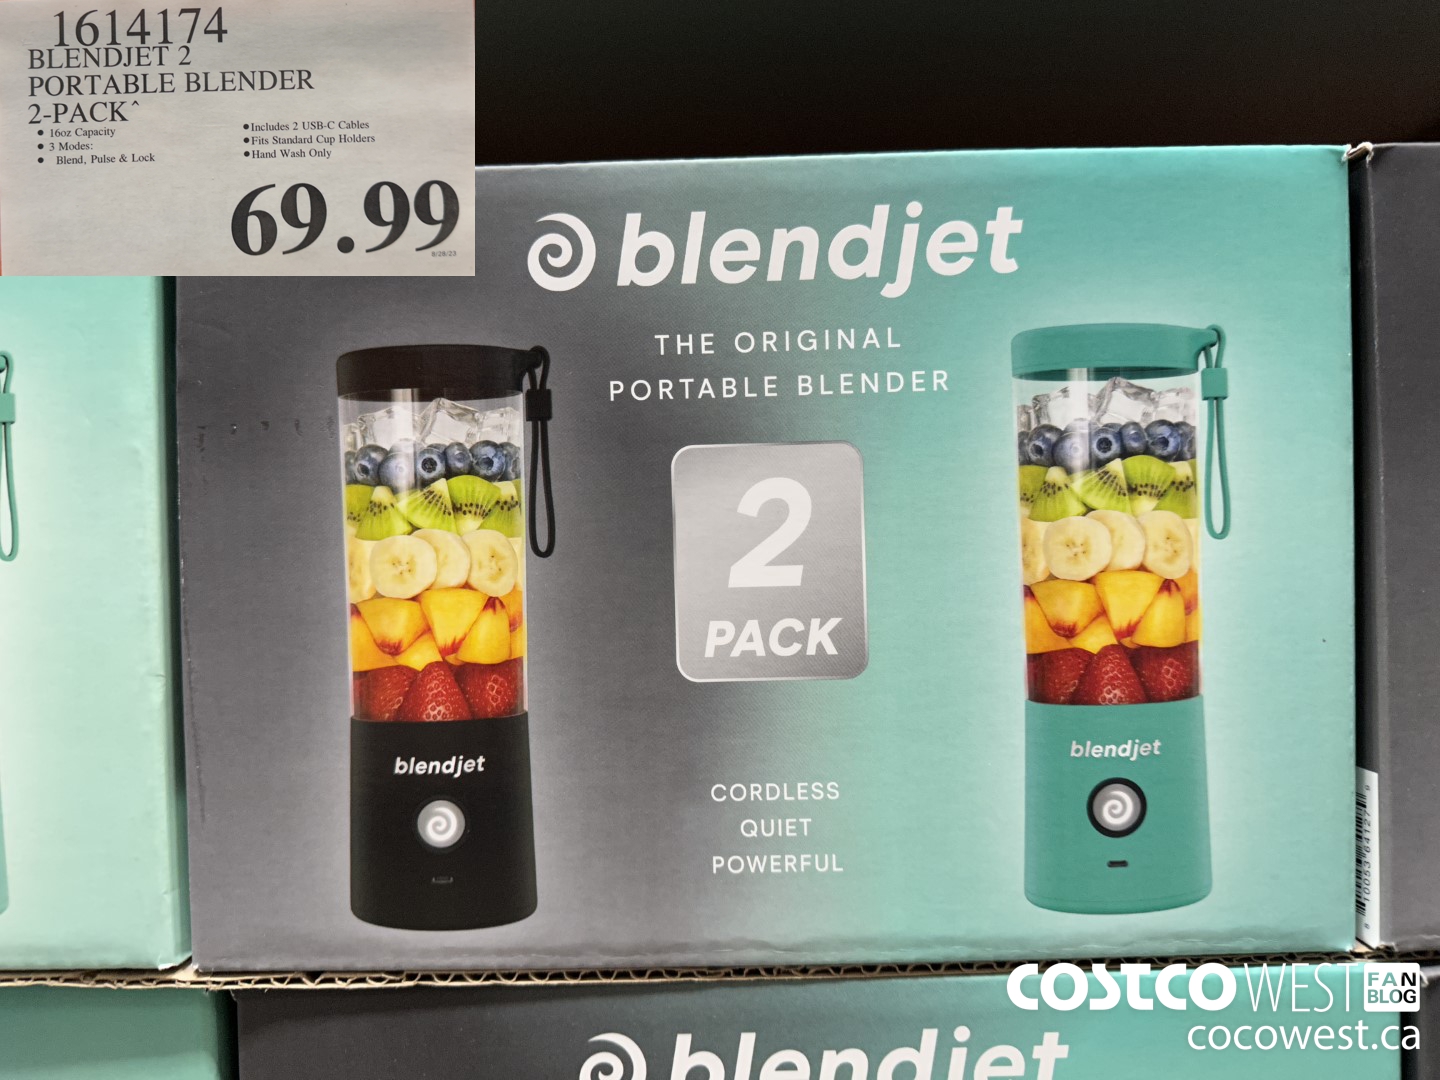 1614174
BLENDJET 2
PORTABLE BLENDER
2-PACK^
• 16oz Capacity
• 3 Modes:
• Blend, Pulse & Lock
• Includes 2 USB-C Cables
• Fits Standard Cup Holders
• Hand Wash Only
69.99
8/28/23
blendjet
THE ORIGINAL
PORTABLE BLENDER
2
PACK
blendjet
blendjet
CORDLESS
QUIET
POWERFUL
COSTCO WEST FAN BLOG
cocowest.ca
blendjet